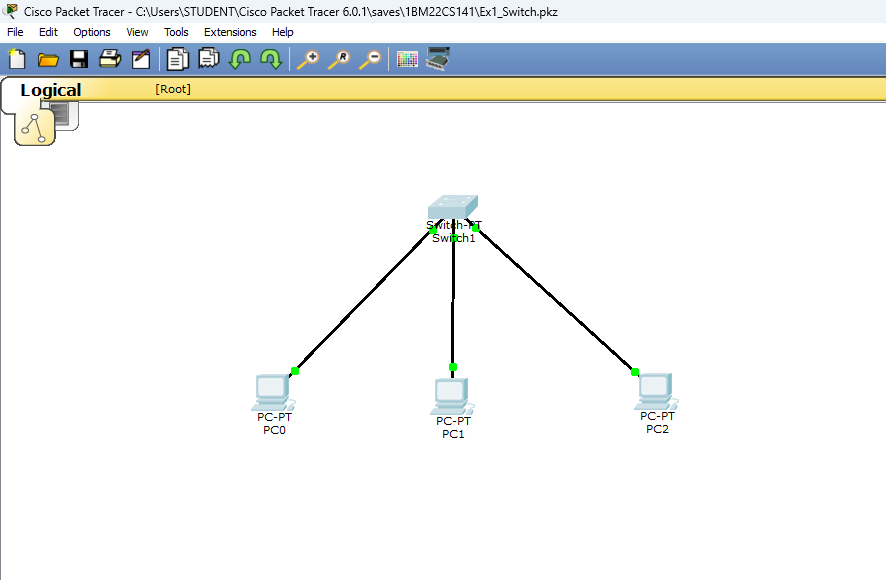 Cisco Packet Tracer - C:\Users\STUDENT\Cisco Packet Tracer 6.0.1\saves\1BM22CS141\Ex1_Switch.pkz
File Edit Options View Tools Extensions Help
R
Logical [Root]
Switch-PT
Switch1
PC-PT
PC0
PC-PT
PC1
PC-PT
PC2